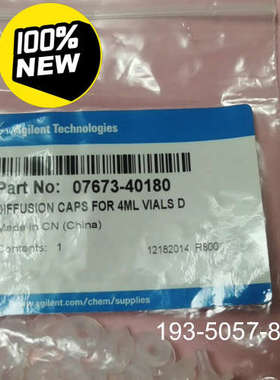 100%
NEW
Agilent Technologies
Part No: 07673-40180
DIFFUSION CAPS FOR 4ML VIALS D
Made in CN (China)
Contents: 1
12182014 R800
www.agilent.com/chem/supplies
193-5057-8